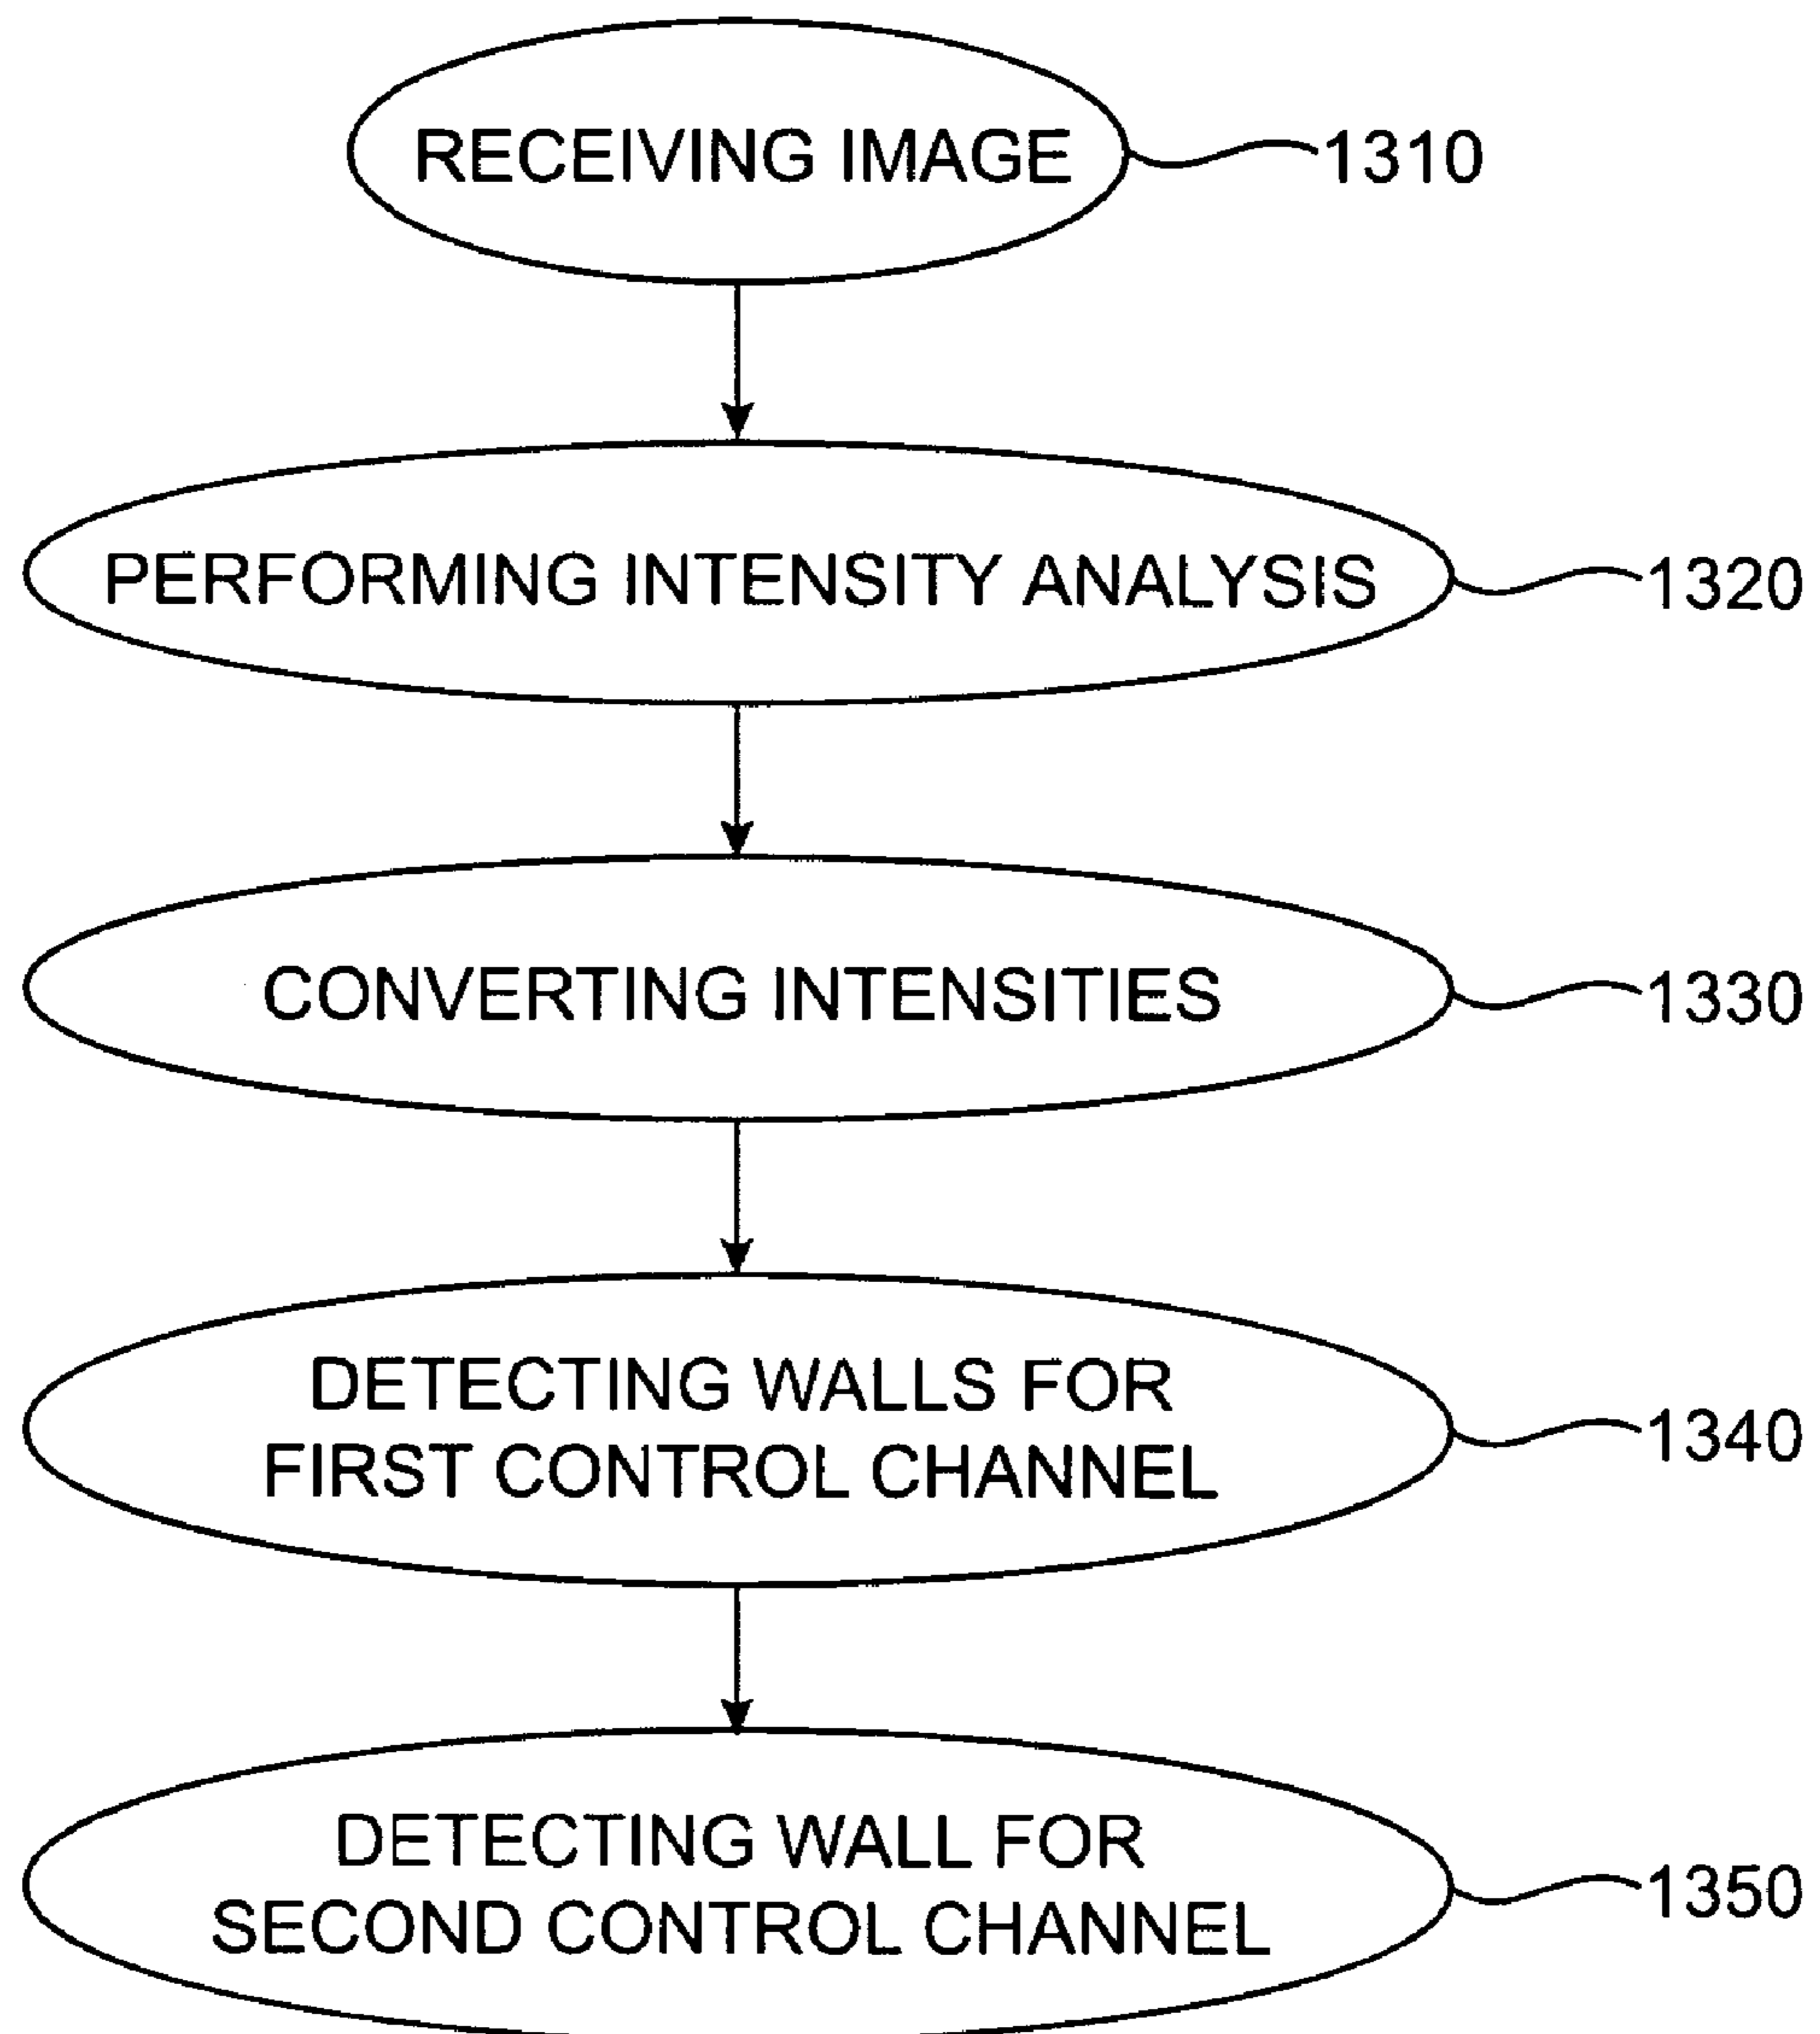 RECEIVING IMAGE
1310
PERFORMING INTENSITY ANALYSIS
1320
CONVERTING INTENSITIES
1330
DETECTING WALLS FOR
FIRST CONTROL CHANNEL
1340
DETECTING WALL FOR
SECOND CONTROL CHANNEL
1350